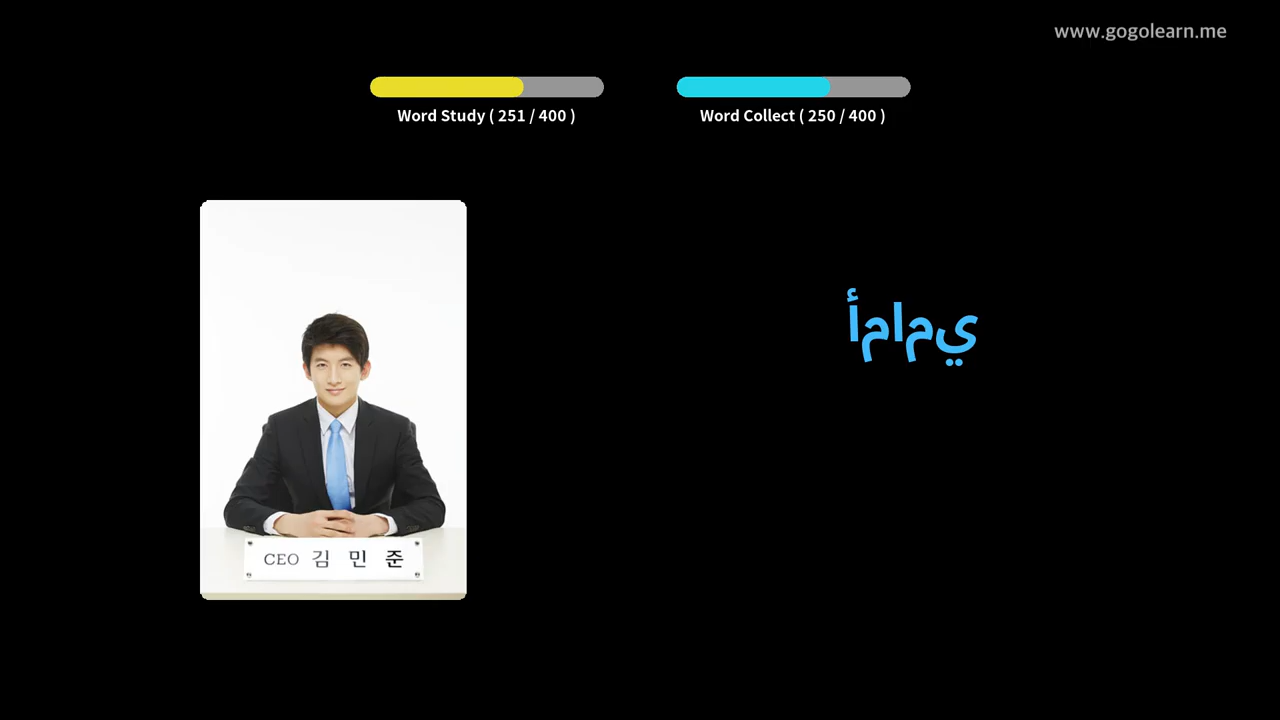 www.gogolearn.me
Word Study ( 251 / 400 )
Word Collect ( 250 / 400 )
أمامي
CEO 김 민 준